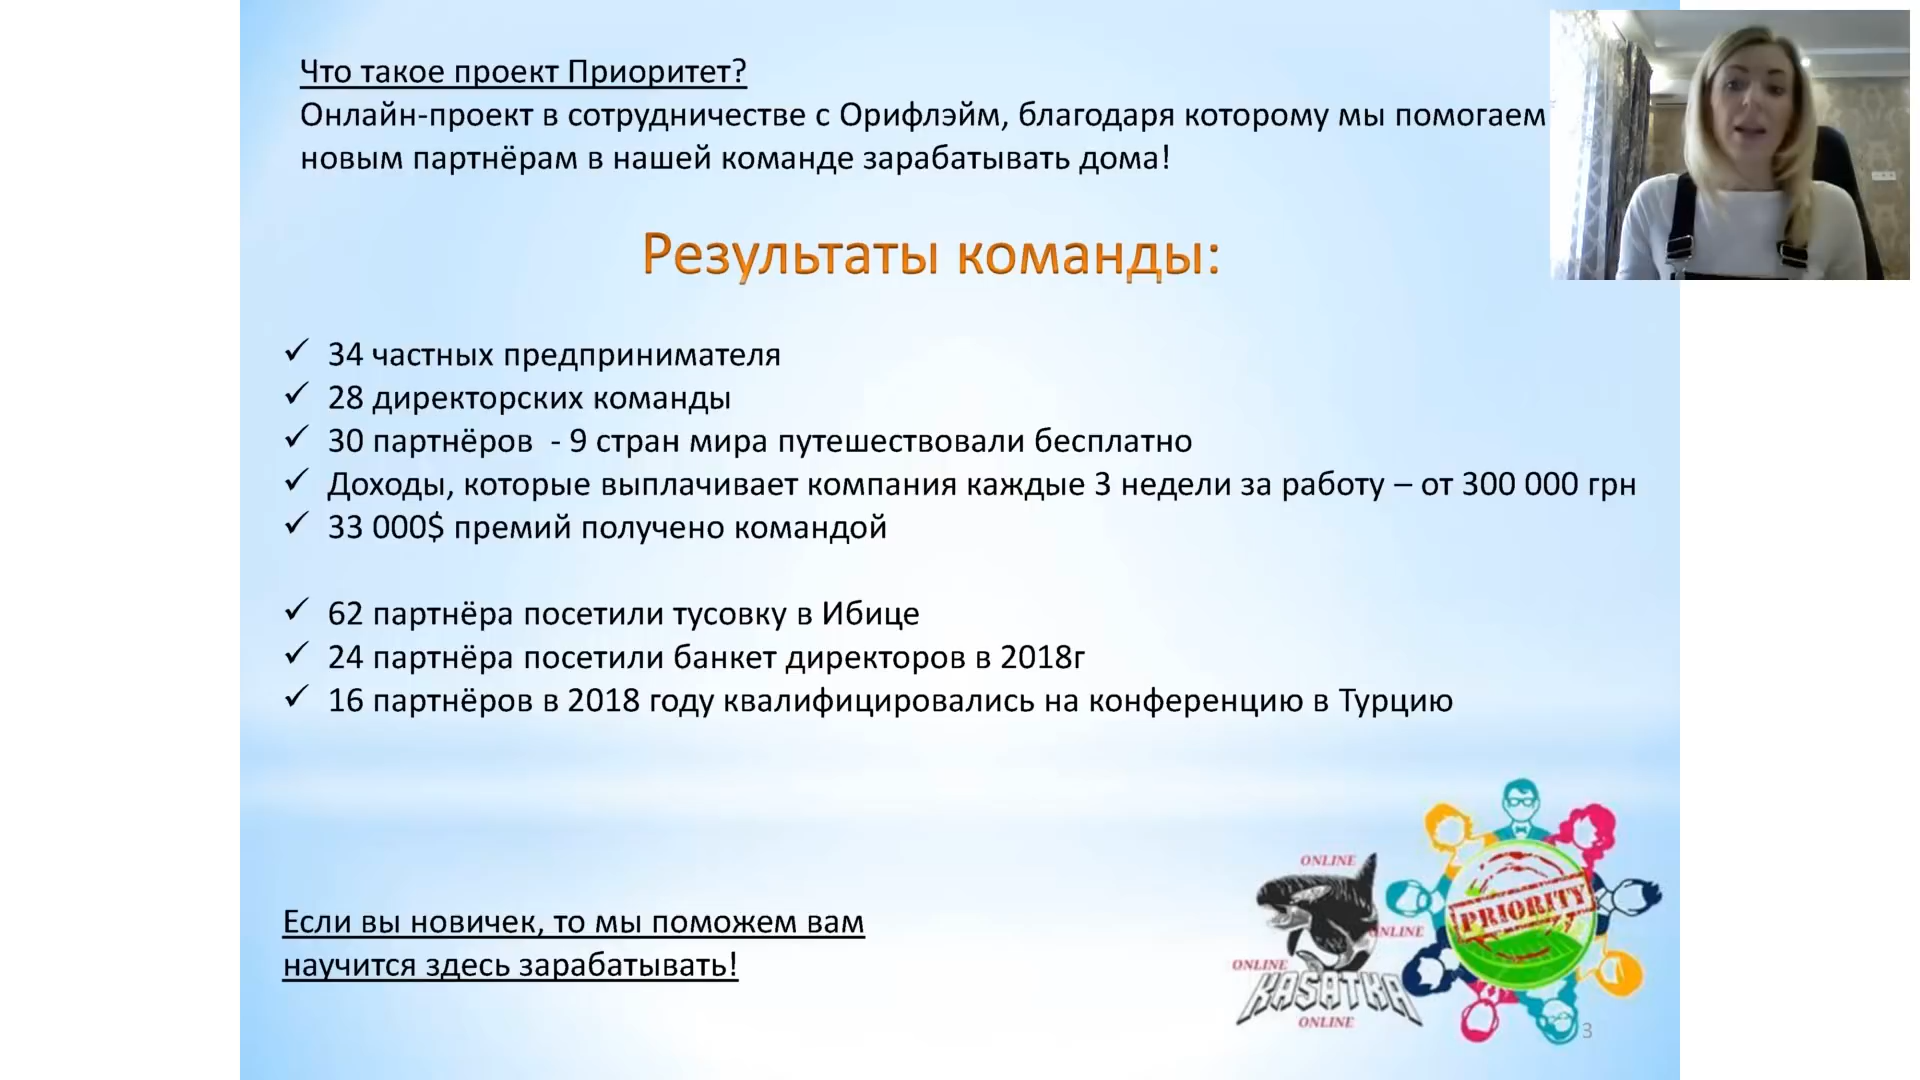 Что такое проект Приоритет?
Онлайн-проект в сотрудничестве с Орифлэйм, благодаря которому мы помогаем
новым партнёрам в нашей команде зарабатывать дома!
Результаты команды:
✓ 34 частных предпринимателя
✓ 28 директорских команды
✓ 30 партнёров - 9 стран мира путешествовали бесплатно
✓ Доходы, которые выплачивает компания каждые 3 недели за работу – от 300 000 грн
✓ 33 000$ премий получено командой
✓ 62 партнёра посетили тусовку в Ибице
✓ 24 партнёра посетили банкет директоров в 2018г
✓ 16 партнёров в 2018 году квалифицировались на конференцию в Турцию
Если вы новичек, то мы поможем вам
научится здесь зарабатывать!
ONLINE
ONLINE
ONLINE
KASATKA
ONLINE
PRIORITY
3